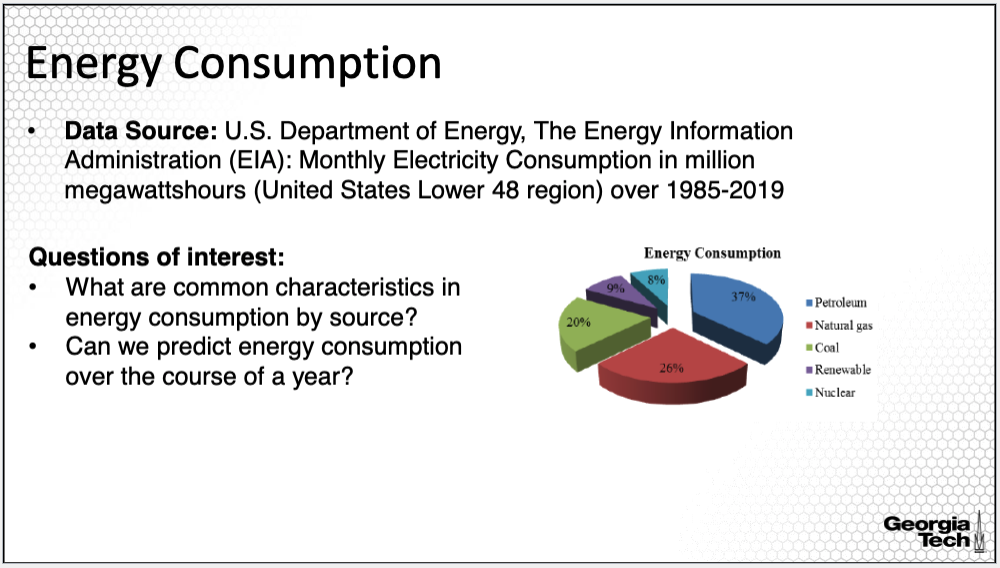 Energy Consumption
• Data Source: U.S. Department of Energy, The Energy Information
Administration (EIA): Monthly Electricity Consumption in million
megawattshours (United States Lower 48 region) over 1985-2019
Questions of interest:
• What are common characteristics in
energy consumption by source?
• Can we predict energy consumption
over the course of a year?
Energy Consumption
8%
9%
37%
20%
26%
Petroleum
Natural gas
Coal
Renewable
Nuclear
Georgia
Tech